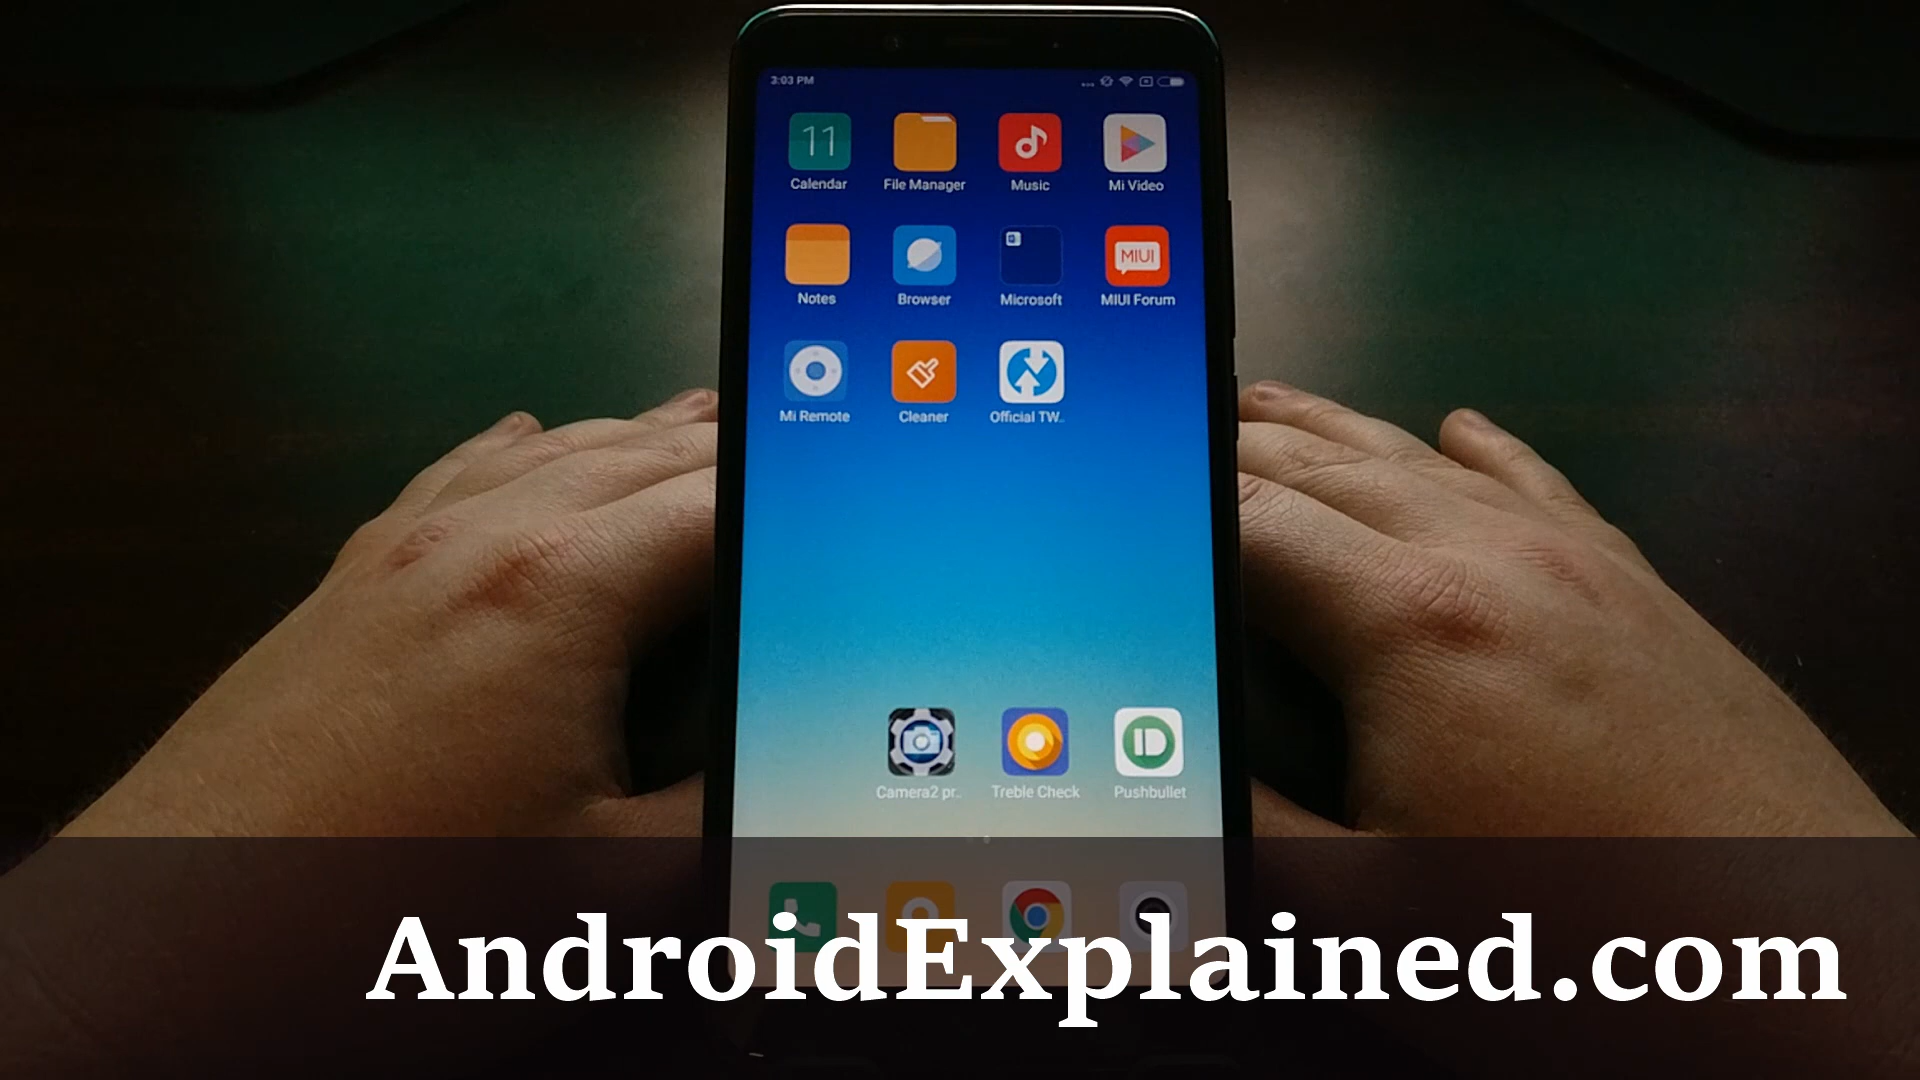 3:03 PM
11
Calendar File Manager Music Mi Video
MIUI
Notes Browser Microsoft MIUI Forum
Mi Remote Cleaner Official TW..
Camera2 pr.. Treble Check Pushbullet
AndroidExplained.com